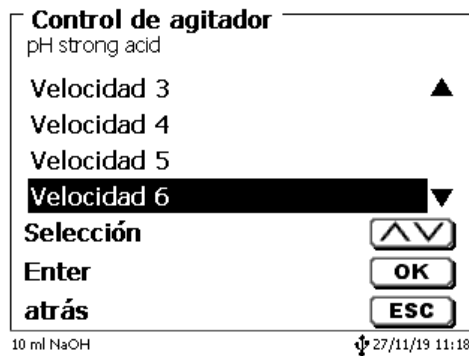 Control de agitador
pH strong acid
Velocidad 3
Velocidad 4
Velocidad 5
Velocidad 6
Selección
Enter OK
atrás ESC
10 ml NaOH 27/11/19 11:18